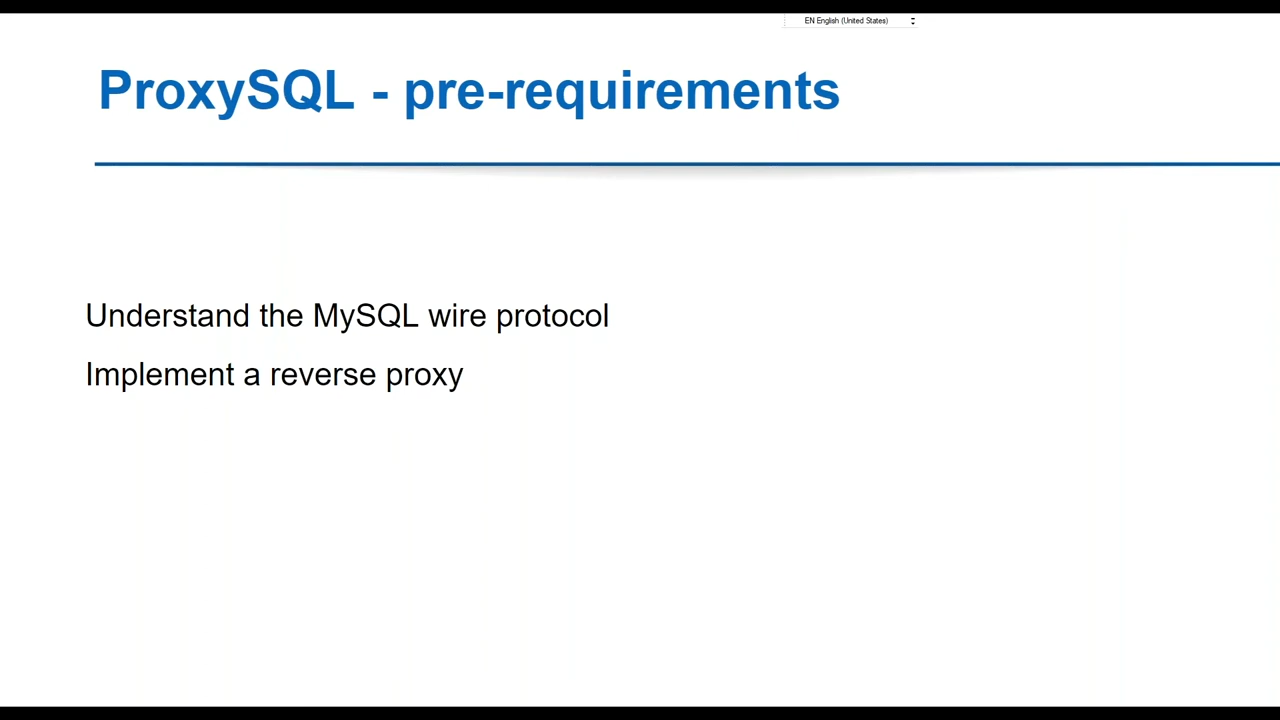 EN English (United States)
ProxySQL - pre-requirements
Understand the MySQL wire protocol
Implement a reverse proxy